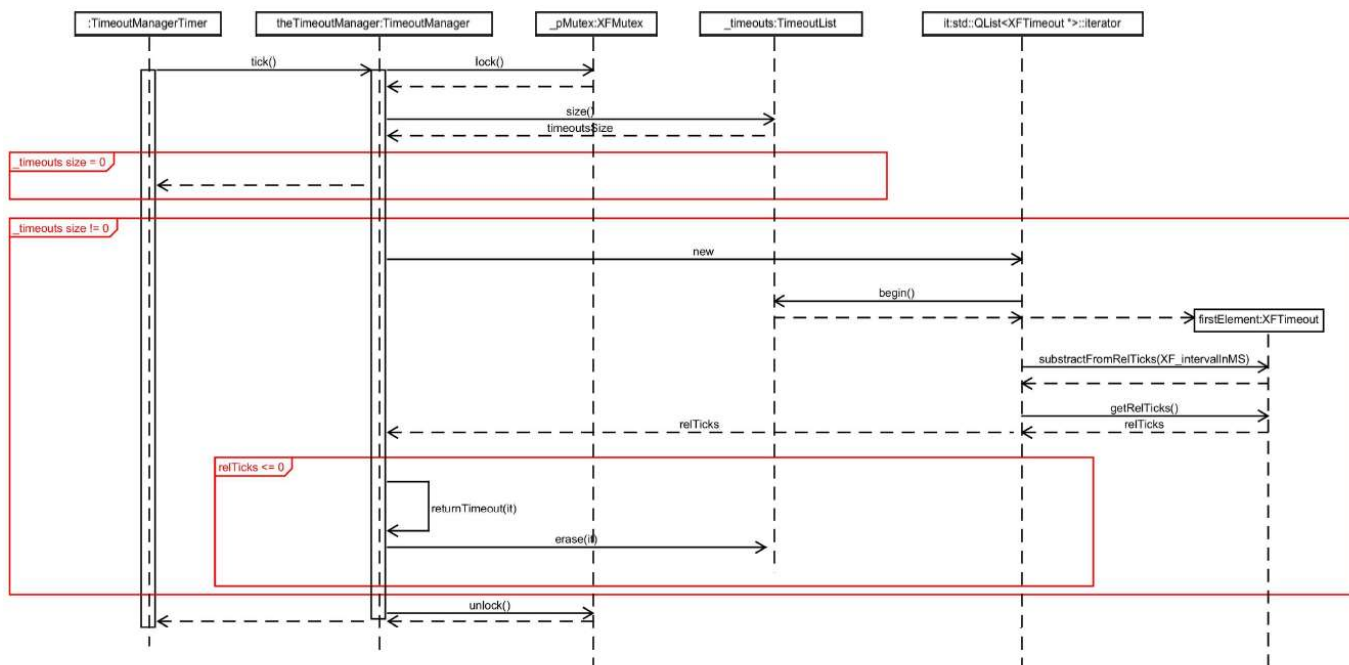 :TimeoutManagerTimer
theTimeoutManager:TimeoutManager
_pMutex:XFMutex
_timeouts:TimeoutList
it:std::QList<XFTimeout *>::iterator
tick()
lock()
size()
timeoutsSize
_timeouts size = 0
_timeouts size != 0
new
begin()
firstElement:XFTimeout
substractFromRelTicks(XF_intervalInMS)
getRelTicks()
relTicks
relTicks
relTicks <= 0
returnTimeout(it)
erase(it)
unlock()